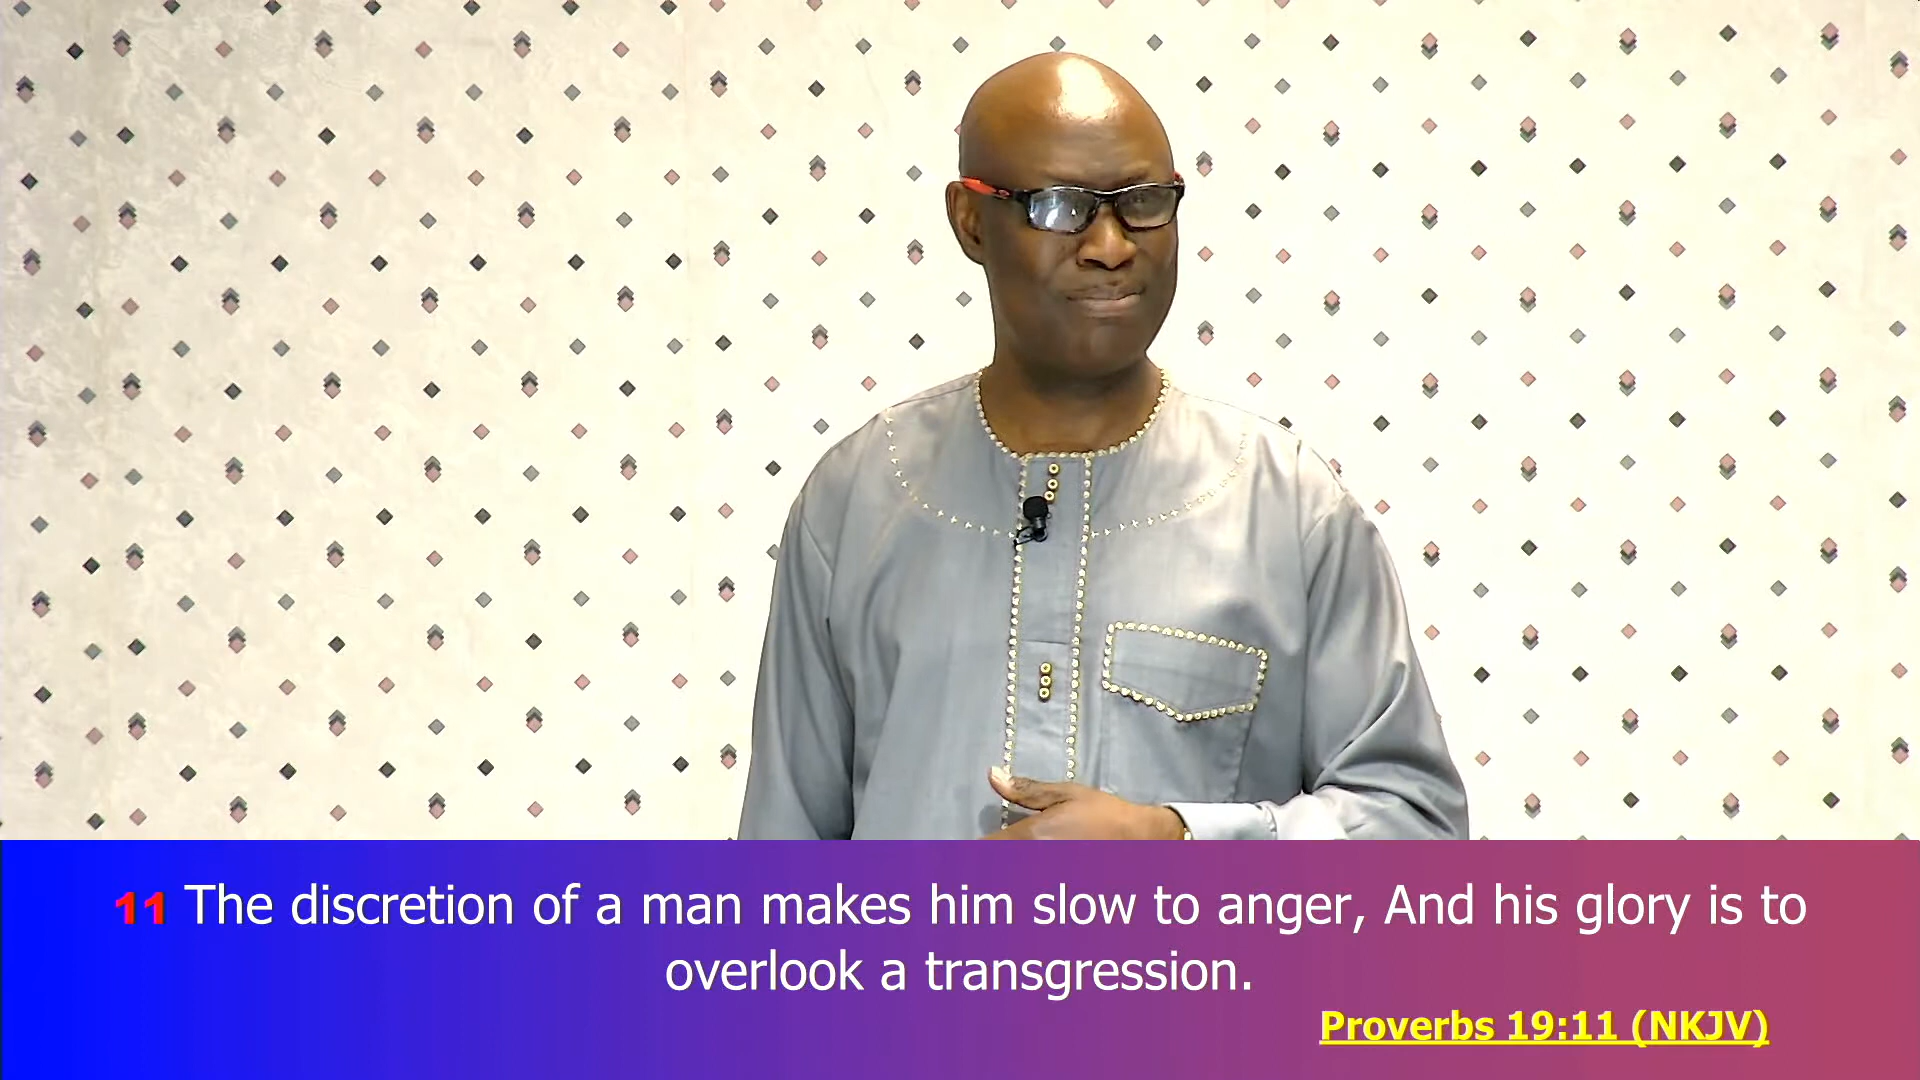 11 The discretion of a man makes him slow to anger, And his glory is to
overlook a transgression.
Proverbs 19:11 (NKJV)